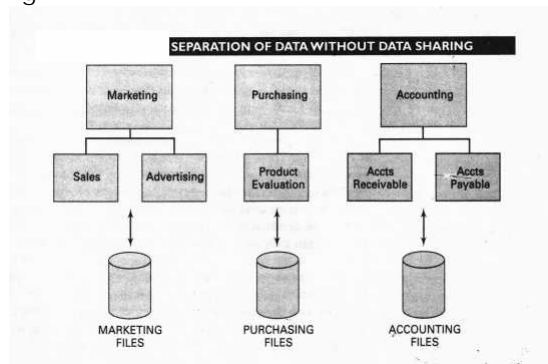 SEPARATION OF DATA WITHOUT DATA SHARING
Marketing
Purchasing
Accounting
Sales
Advertising
Product
Evaluation
Accts
Receivable
Accts
Payable
MARKETING
FILES
PURCHASING
FILES
ACCOUNTING
FILES